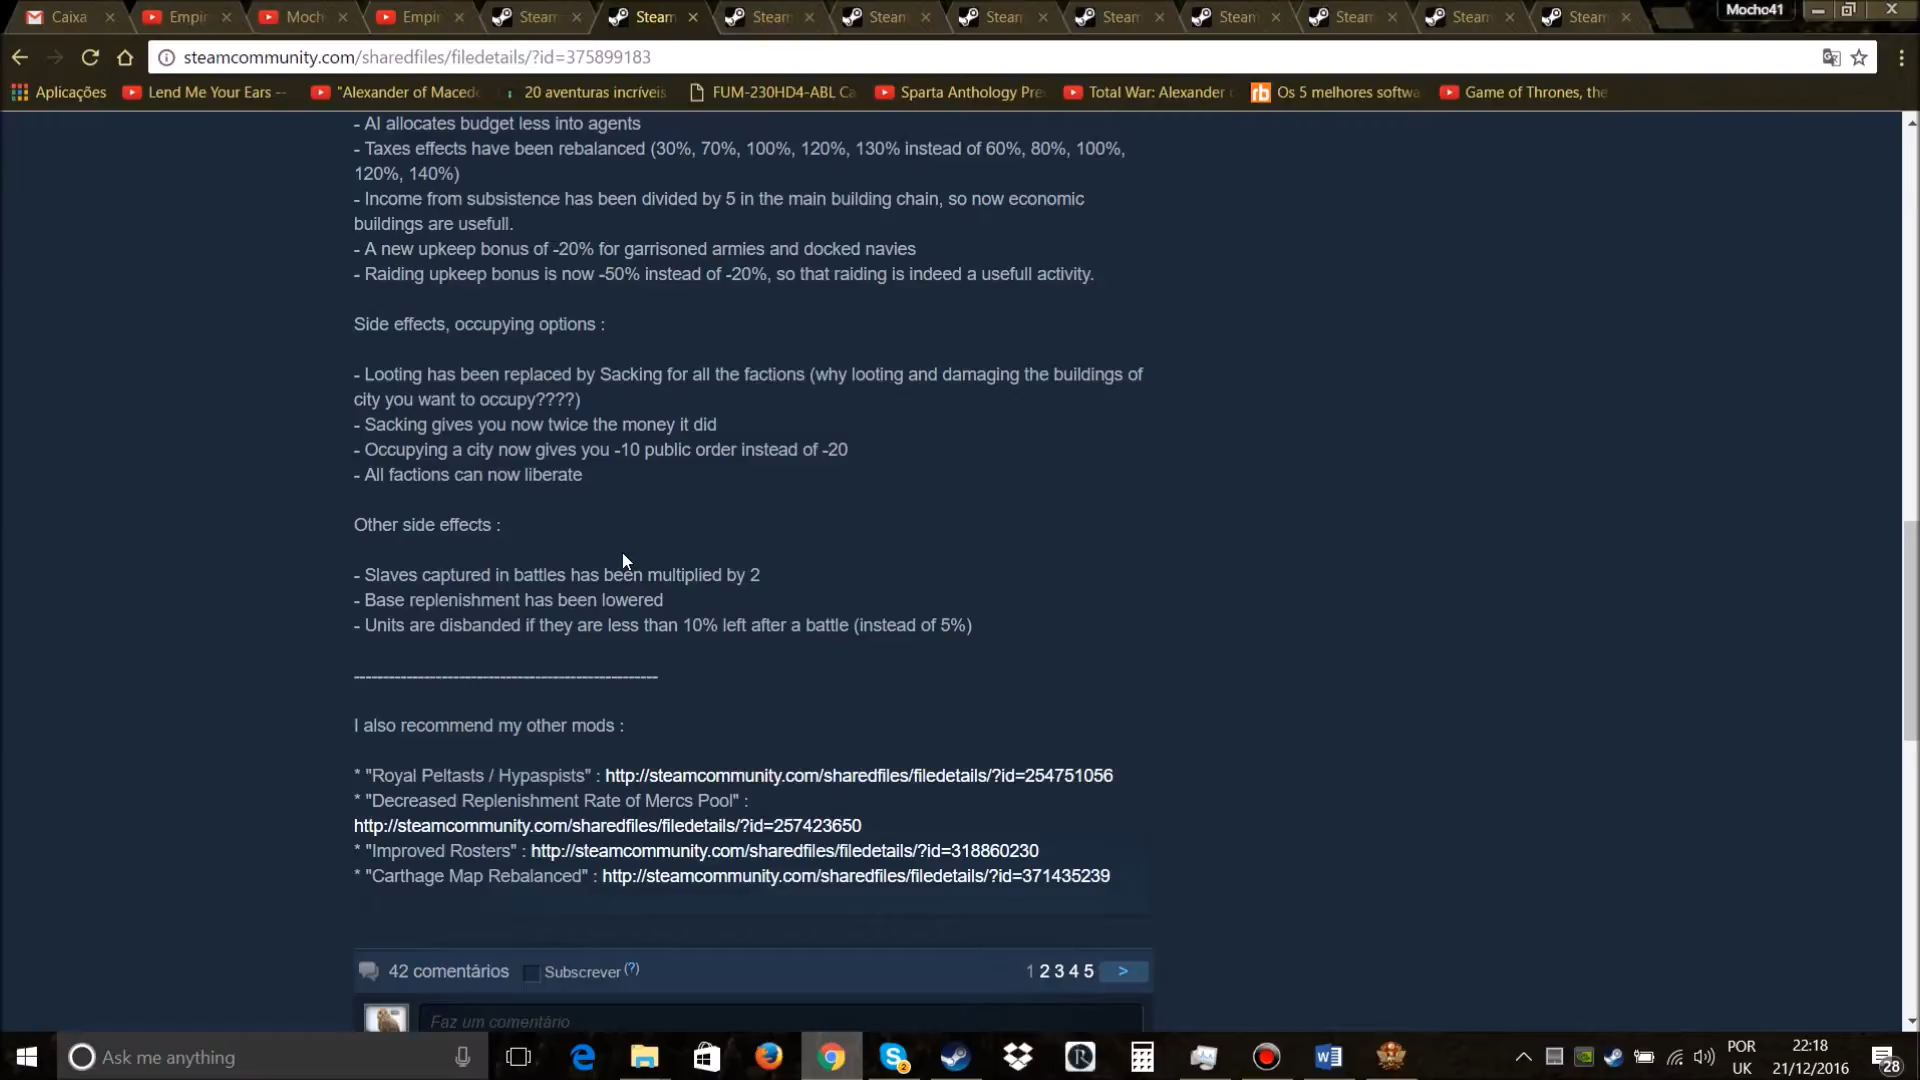 Caixa
Empir
Moch
Empir
Steam
Steam
Steam
Steam
Steam
Steam
Steam
Steam
Steam
Steam
Mocho41
steamcommunity.com/sharedfiles/filedetails/?id=375899183
Aplicações
Lend Me Your Ears --
"Alexander of Macede
20 aventuras incríveis
FUM-230HD4-ABL Ca
Sparta Anthology Pre
Total War: Alexander
Os 5 melhores softwa
Game of Thrones, the
- AI allocates budget less into agents
- Taxes effects have been rebalanced (30%, 70%, 100%, 120%, 130% instead of 60%, 80%, 100%,
120%, 140%)
- Income from subsistence has been divided by 5 in the main building chain, so now economic
buildings are usefull.
- A new upkeep bonus of -20% for garrisoned armies and docked navies
- Raiding upkeep bonus is now -50% instead of -20%, so that raiding is indeed a usefull activity.
Side effects, occupying options :
- Looting has been replaced by Sacking for all the factions (why looting and damaging the buildings of
city you want to occupy????)
- Sacking gives you now twice the money it did
- Occupying a city now gives you -10 public order instead of -20
- All factions can now liberate
Other side effects :
- Slaves captured in battles has been multiplied by 2
- Base replenishment has been lowered
- Units are disbanded if they are less than 10% left after a battle (instead of 5%)
-------------------------------------------------------
I also recommend my other mods :
* "Royal Peltasts / Hypaspists" : http://steamcommunity.com/sharedfiles/filedetails/?id=254751056
* "Decreased Replenishment Rate of Mercs Pool" :
http://steamcommunity.com/sharedfiles/filedetails/?id=257423650
* "Improved Rosters" : http://steamcommunity.com/sharedfiles/filedetails/?id=318860230
* "Carthage Map Rebalanced" : http://steamcommunity.com/sharedfiles/filedetails/?id=371435239
42 comentários Subscrever (?) 1 2 3 4 5 >
Faz um comentário
Ask me anything
2
POR
UK
22:18
21/12/2016
28